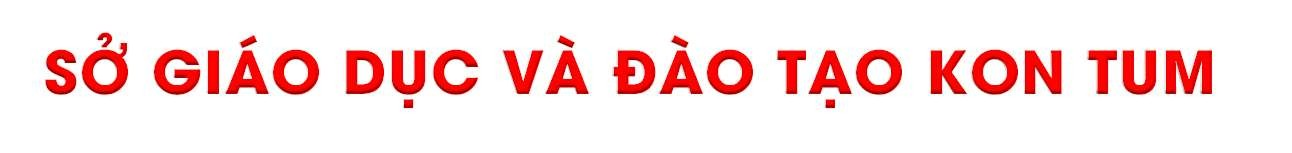 SỞ GIÁO DỤC VÀ ĐÀO TẠO KON TUM